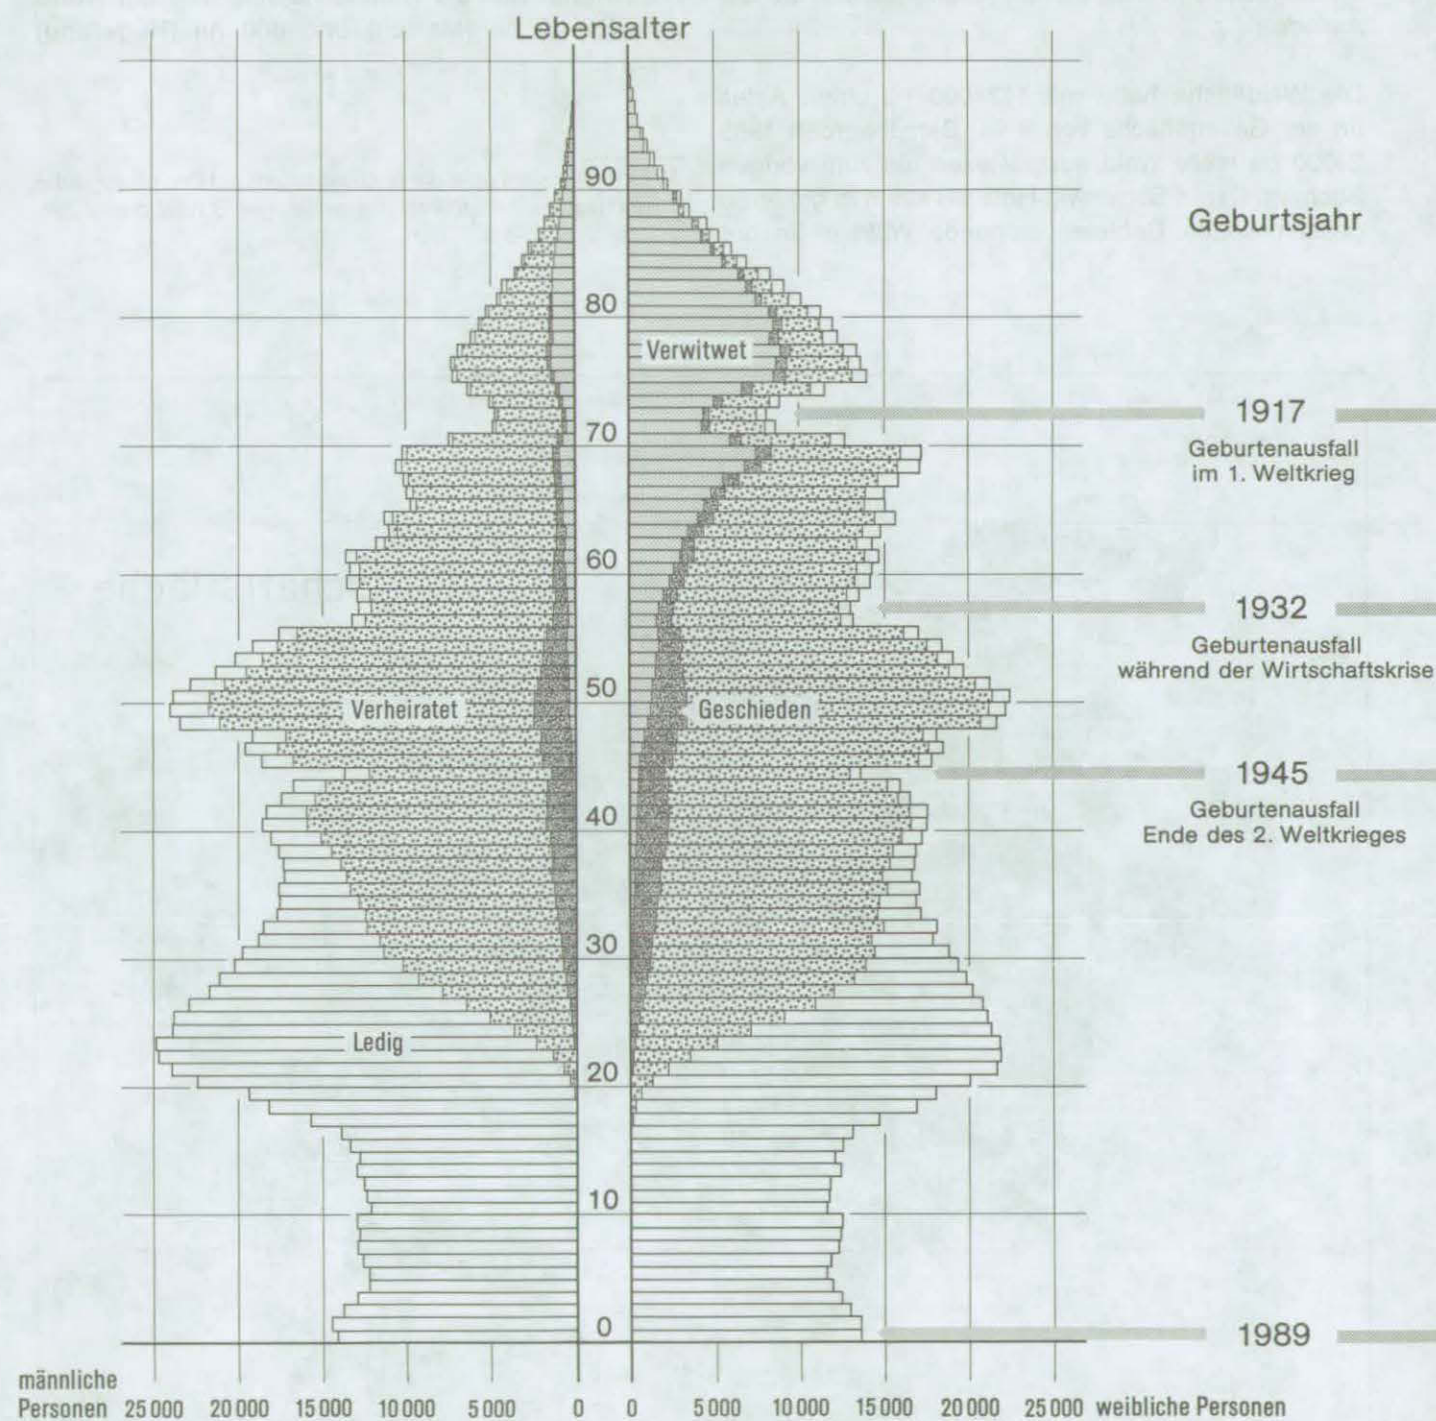 Lebensalter
90
Geburtsjahr
80
Verwitwet
1917
70
Geburtenausfall
im 1. Weltkrieg
60
1932
Geburtenausfall
während der Wirtschaftskrise
50
Verheiratet
Geschieden
1945
40
Geburtenausfall
Ende des 2. Weltkrieges
30
Ledig
20
10
0
1989
männliche
Personen 25 000 20 000 15 000 10 000 5 000 0 0 5 000 10 000 15 000 20 000 25 000 weibliche Personen